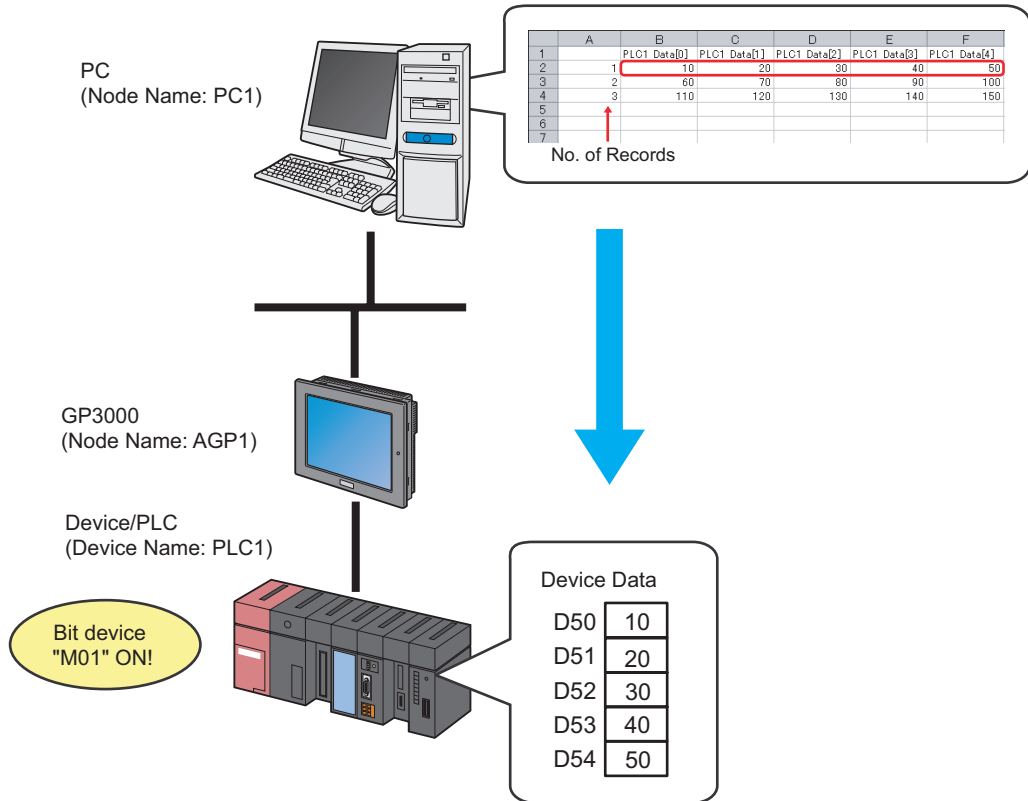 PC
(Node Name: PC1)
A B C D E F
1 PLC1 Data[0] PLC1 Data[1] PLC1 Data[2] PLC1 Data[3] PLC1 Data[4]
2 1 10 20 30 40 50
3 2 60 70 80 90 100
4 3 110 120 130 140 150
5
6
7
No. of Records
GP3000
(Node Name: AGP1)
Device/PLC
(Device Name: PLC1)
Bit device
"M01" ON!
Device Data
D50 10
D51 20
D52 30
D53 40
D54 50